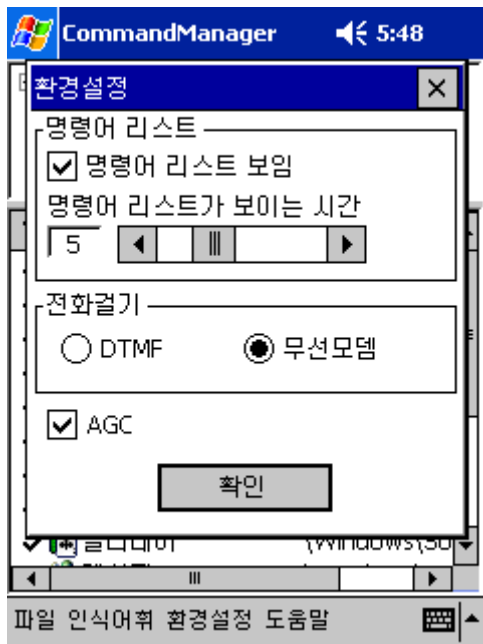 CommandManager 5:48
환경설정
명령어 리스트
명령어 리스트 보임
명령어 리스트가 보이는 시간
5
전화걸기
DTMF 무선모뎀
AGC
확인
파일 인식어휘 환경설정 도움말